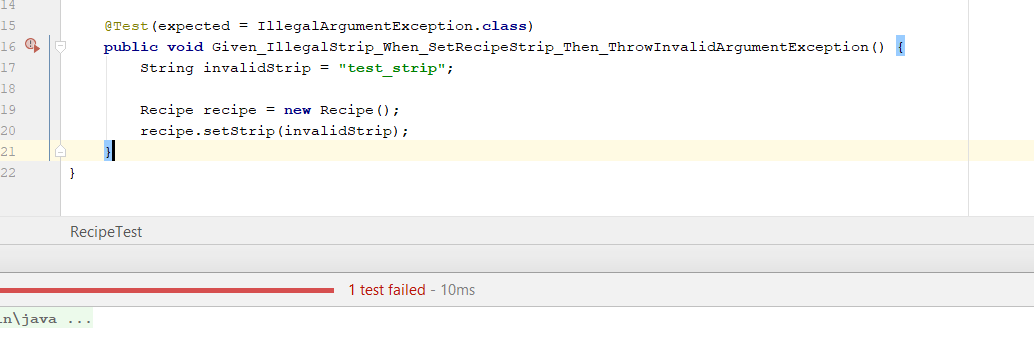 14
15 @Test(expected = IllegalArgumentException.class)
16 public void Given_IllegalStrip_When_SetRecipeStrip_Then_ThrowInvalidArgumentException() {
17 String invalidStrip = "test_strip";
18
19 Recipe recipe = new Recipe();
20 recipe.setStrip(invalidStrip);
21 }
22 }
RecipeTest
1 test failed - 10ms
in\java ...